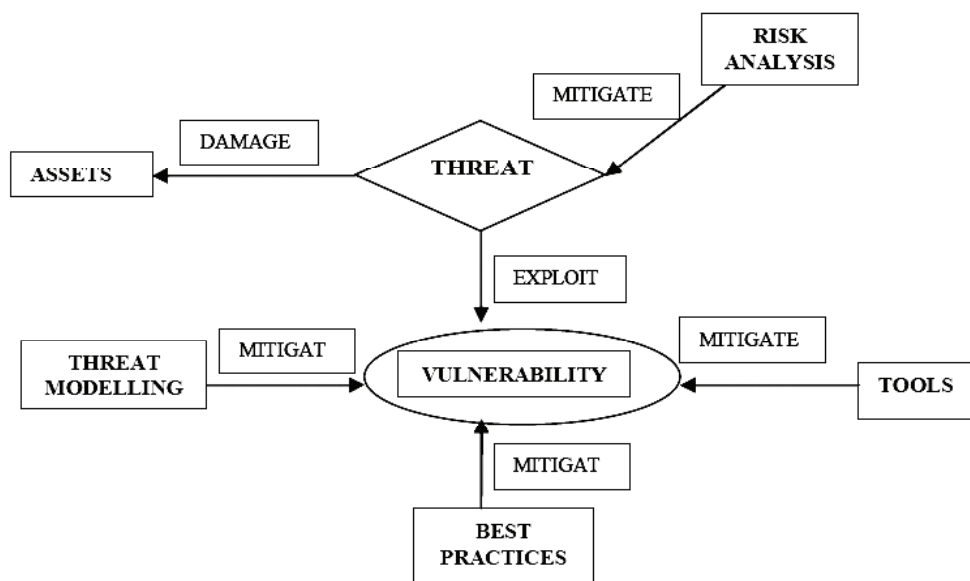 RISK
ANALYSIS
MITIGATE
DAMAGE
THREAT
ASSETS
EXPLOIT
MITIGAT
MITIGATE
THREAT
MODELLING
VULNERABILITY
TOOLS
MITIGAT
BEST
PRACTICES